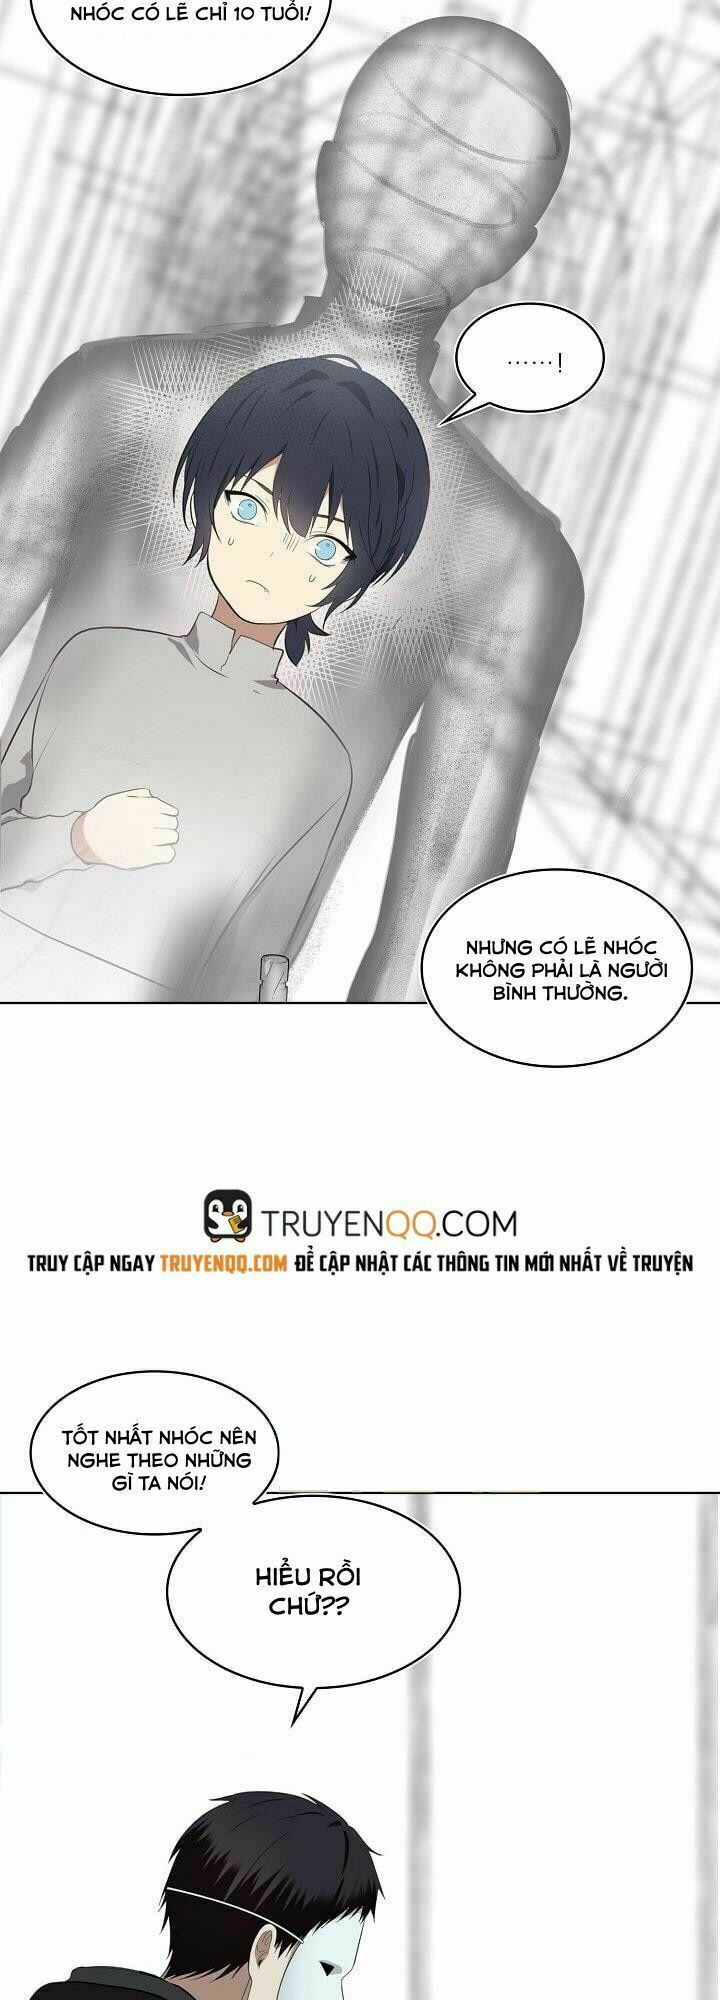 NHÓC CÓ LẼ CHỈ 10 TUỔI!
......!
NHƯNG CÓ LẼ NHÓC
KHÔNG PHẢI LÀ NGƯỜI
BÌNH THƯỜNG.
TRUYENQQ.COM
TRUY CẬP NGAY TRUYENQQ.COM ĐỂ CẬP NHẬT CÁC THÔNG TIN MỚI NHẤT VỀ TRUYỆN
TỐT NHẤT NHÓC NÊN
NGHE THEO NHỮNG
GÌ TA NÓI!
HIỂU RỒI
CHỨ??